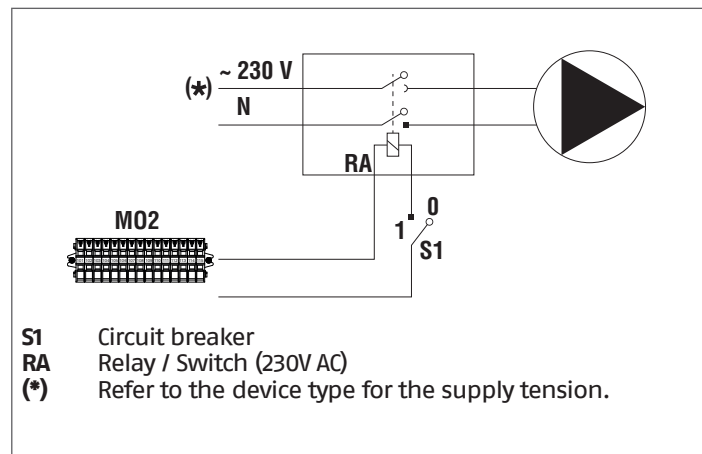 ~ 230 V
(*)
N
RA
MO2
0
1
S1
S1 Circuit breaker
RA Relay / Switch (230V AC)
(*) Refer to the device type for the supply tension.